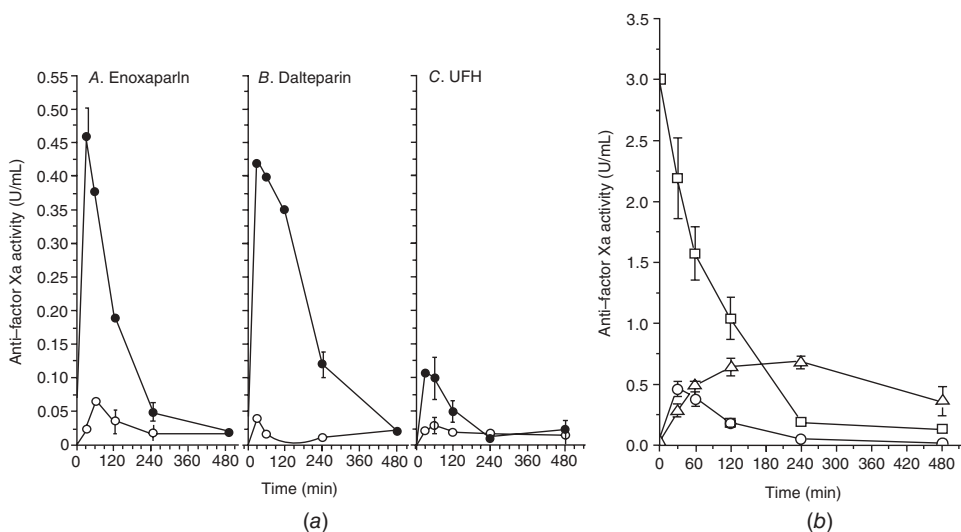 A. Enoxaparln
B. Dalteparin
C. UFH
Anti–factor Xa activity (U/mL)
0.55
0.50
0.45
0.40
0.35
0.30
0.25
0.20
0.15
0.10
0.05
0
0 120 240 360 480
0 120 240 360 480
0 120 240 360 480
Time (min)
(a)
Anti–factor Xa activity (U/mL)
3.5
3.0
2.5
2.0
1.5
1.0
0.5
0.0
0 60 120 180 240 300 360 420 480
Time (min)
(b)